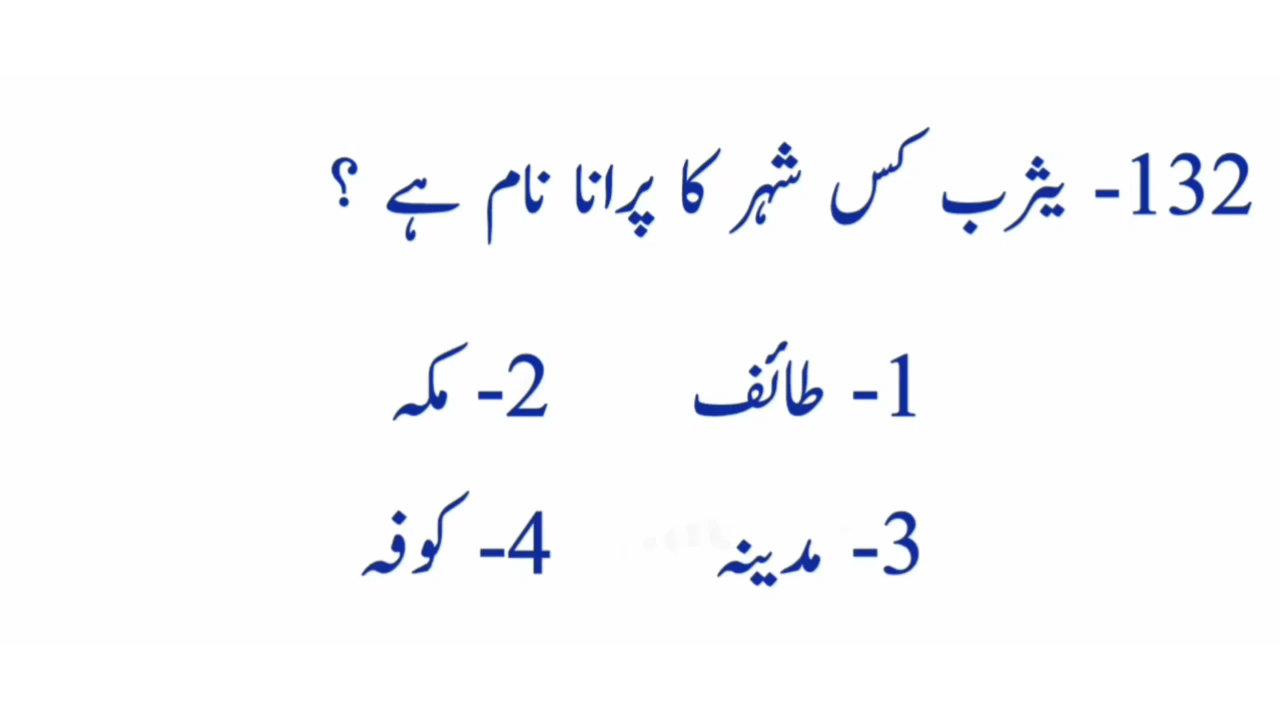 132- یثرب کس شہر کا پرانا نام ہے ؟
1- طائف 2- مکہ
3- مدینہ 4- کوفہ